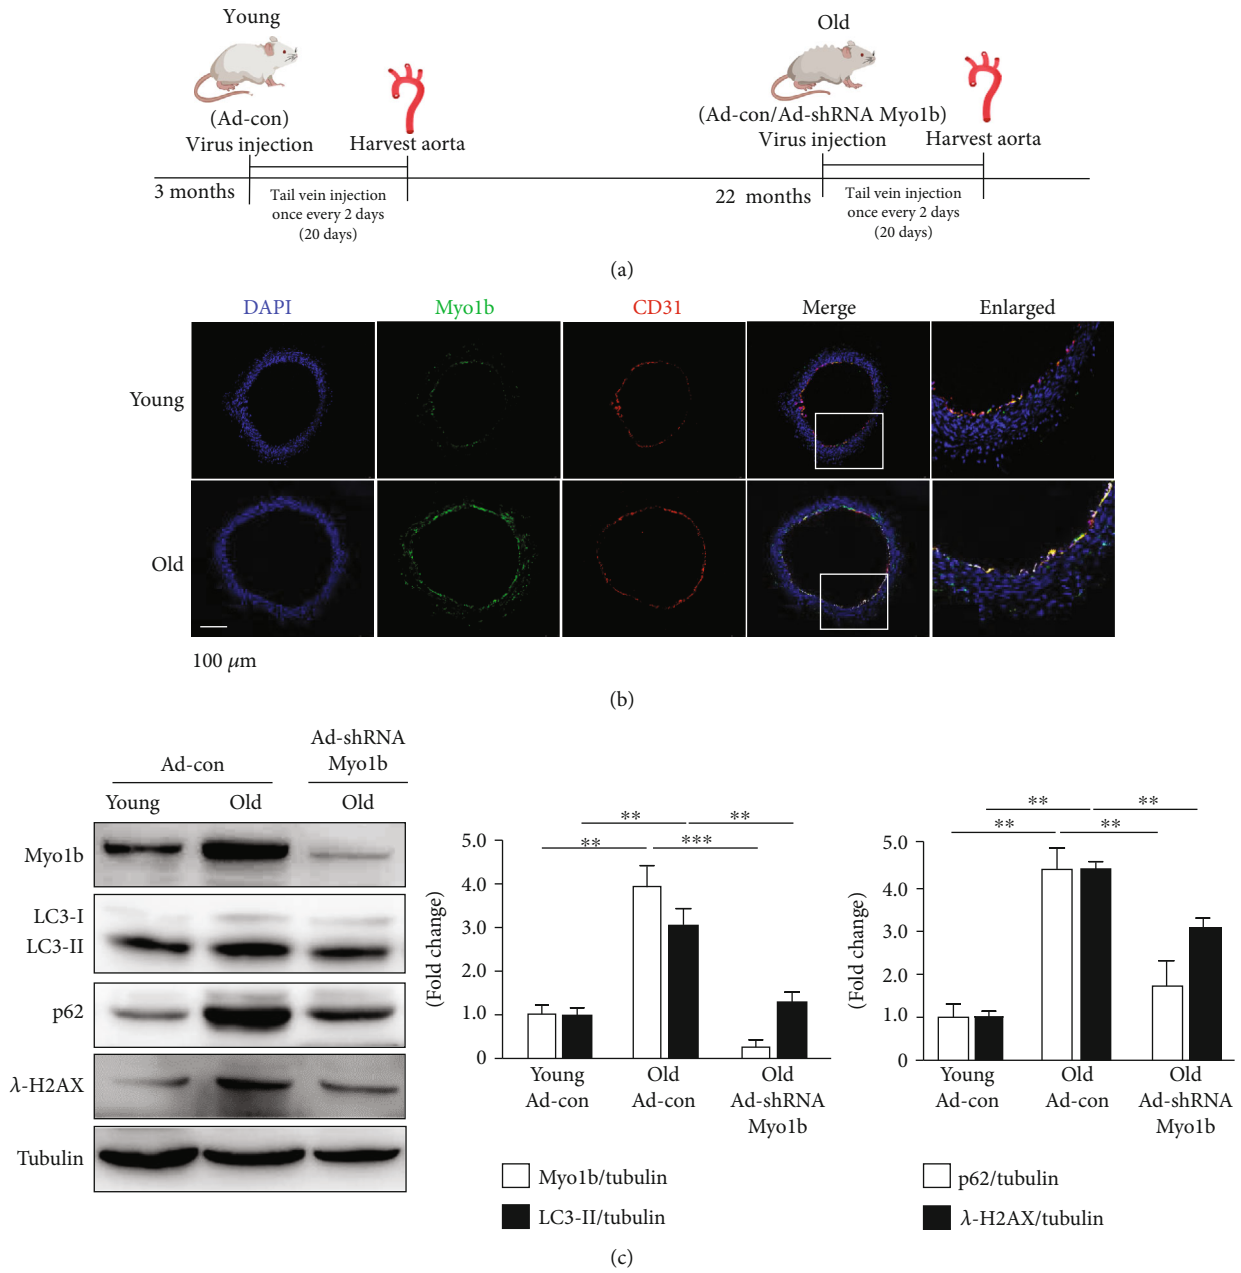 Young
Old
(Ad-con)
(Ad-con/Ad-shRNA Myo1b)
Virus injection
Harvest aorta
Virus injection
Harvest aorta
3 months
Tail vein injection
once every 2 days
(20 days)
22 months
Tail vein injection
once every 2 days
(20 days)
(a)
DAPI
Myo1b
CD31
Merge
Enlarged
Young
Old
100 μm
(b)
Ad-con
Ad-shRNA
Myo1b
Young
Old
Old
Myo1b
LC3-I
LC3-II
p62
λ-H2AX
Tubulin
** **
** ***
(Fold change)
5.0
4.0
3.0
2.0
1.0
0
Young
Ad-con
Old
Ad-con
Old
Ad-shRNA
Myo1b
Myo1b/tubulin
LC3-II/tubulin
** **
** **
(Fold change)
5.0
4.0
3.0
2.0
1.0
0
Young
Ad-con
Old
Ad-con
Old
Ad-shRNA
Myo1b
p62/tubulin
λ-H2AX/tubulin
(c)